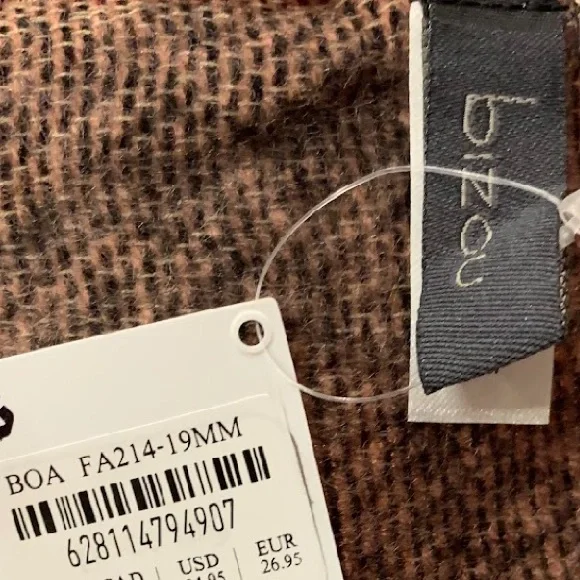 bizou
BOA FA214-19MM
628114794907
USD EUR
26.95